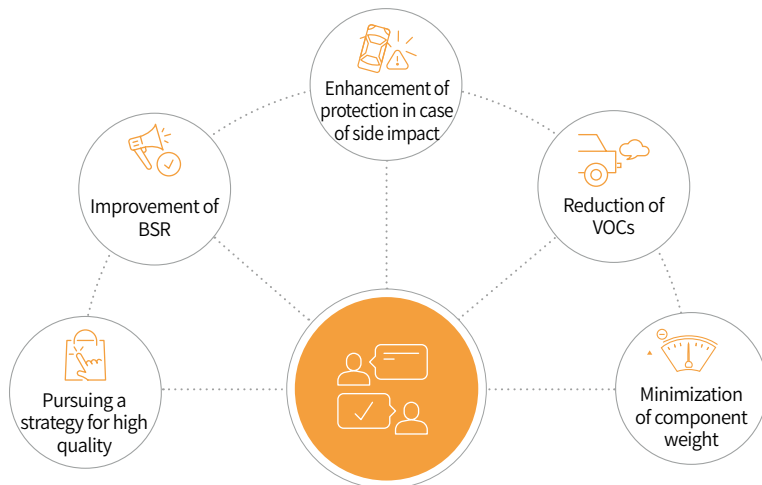 Enhancement of
protection in case
of side impact
Improvement of
BSR
Reduction of
VOCs
Pursuing a
strategy for high
quality
Minimization
of component
weight